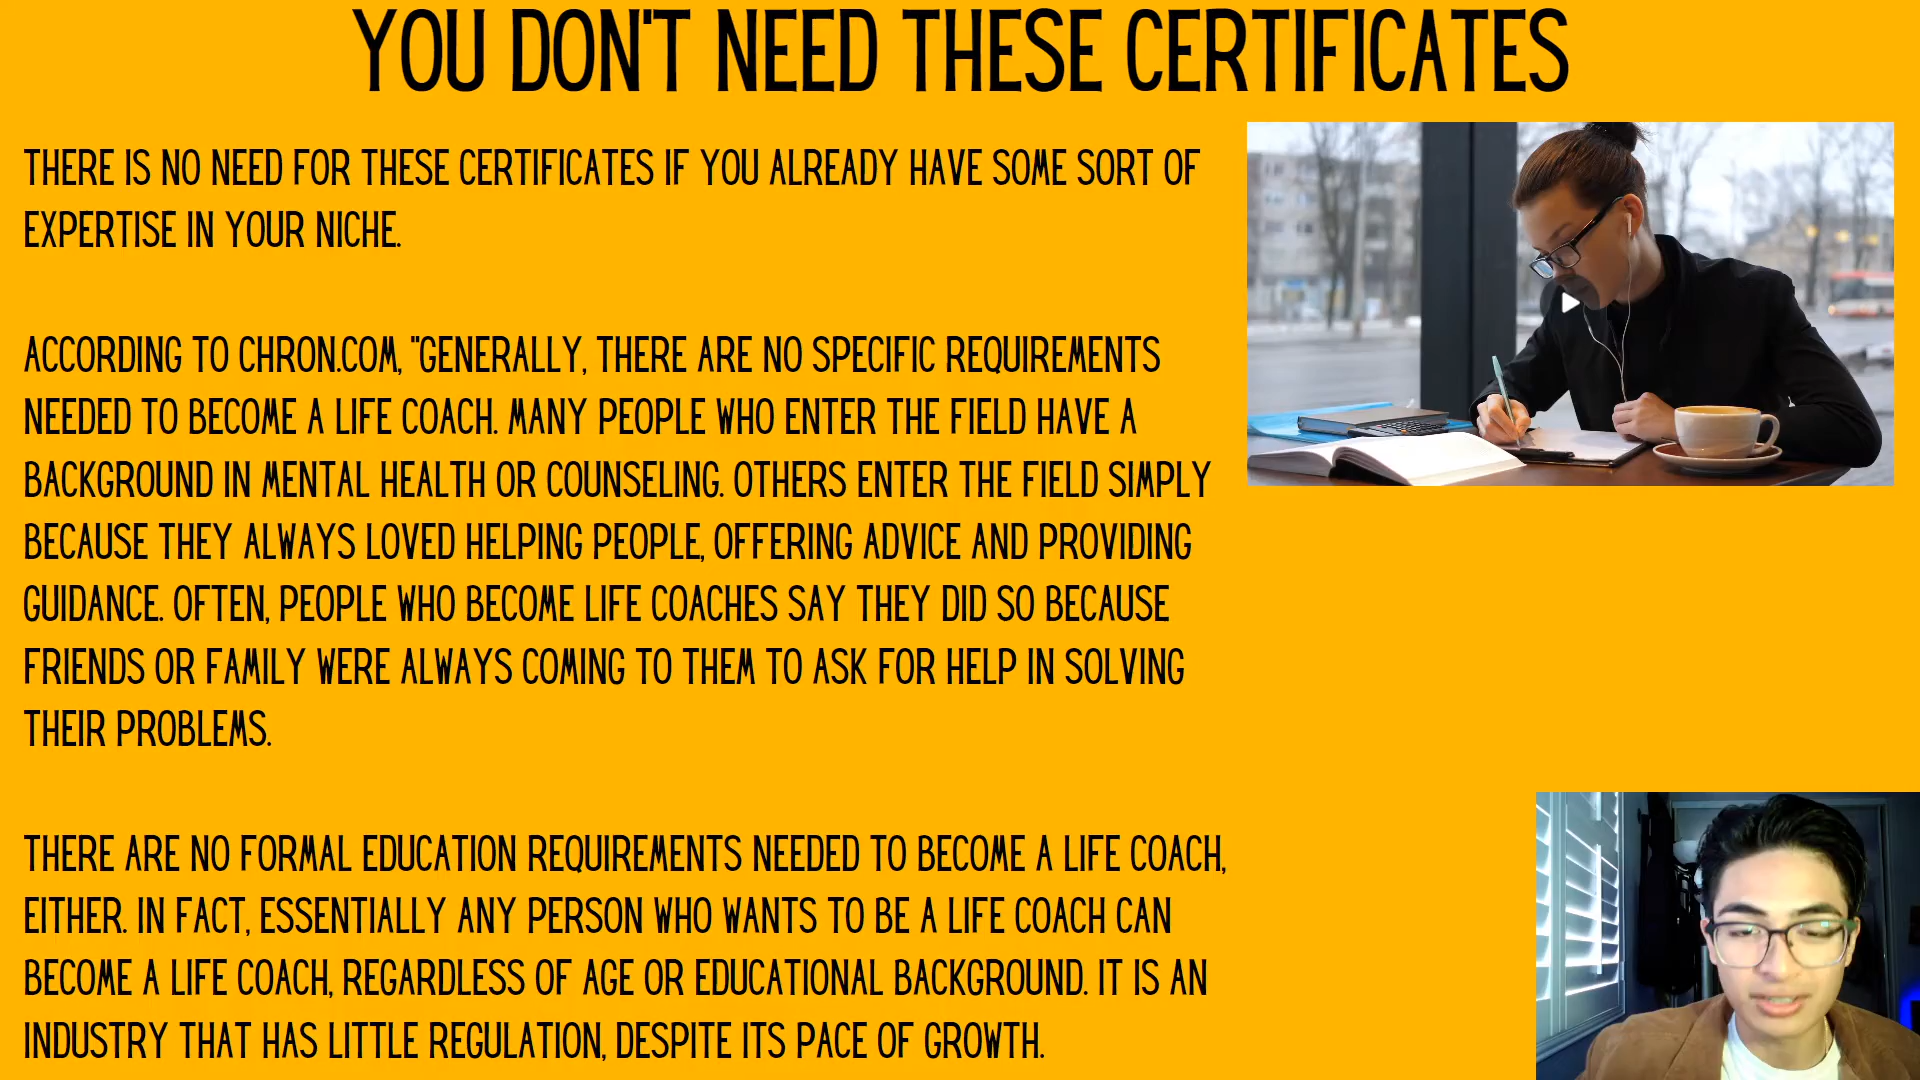 YOU DON'T NEED THESE CERTIFICATES
THERE IS NO NEED FOR THESE CERTIFICATES IF YOU ALREADY HAVE SOME SORT OF
EXPERTISE IN YOUR NICHE.
ACCORDING TO CHRON.COM, "GENERALLY, THERE ARE NO SPECIFIC REQUIREMENTS
NEEDED TO BECOME A LIFE COACH. MANY PEOPLE WHO ENTER THE FIELD HAVE A
BACKGROUND IN MENTAL HEALTH OR COUNSELING. OTHERS ENTER THE FIELD SIMPLY
BECAUSE THEY ALWAYS LOVED HELPING PEOPLE, OFFERING ADVICE AND PROVIDING
GUIDANCE. OFTEN, PEOPLE WHO BECOME LIFE COACHES SAY THEY DID SO BECAUSE
FRIENDS OR FAMILY WERE ALWAYS COMING TO THEM TO ASK FOR HELP IN SOLVING
THEIR PROBLEMS.
THERE ARE NO FORMAL EDUCATION REQUIREMENTS NEEDED TO BECOME A LIFE COACH,
EITHER. IN FACT, ESSENTIALLY ANY PERSON WHO WANTS TO BE A LIFE COACH CAN
BECOME A LIFE COACH, REGARDLESS OF AGE OR EDUCATIONAL BACKGROUND. IT IS AN
INDUSTRY THAT HAS LITTLE REGULATION, DESPITE ITS PACE OF GROWTH.